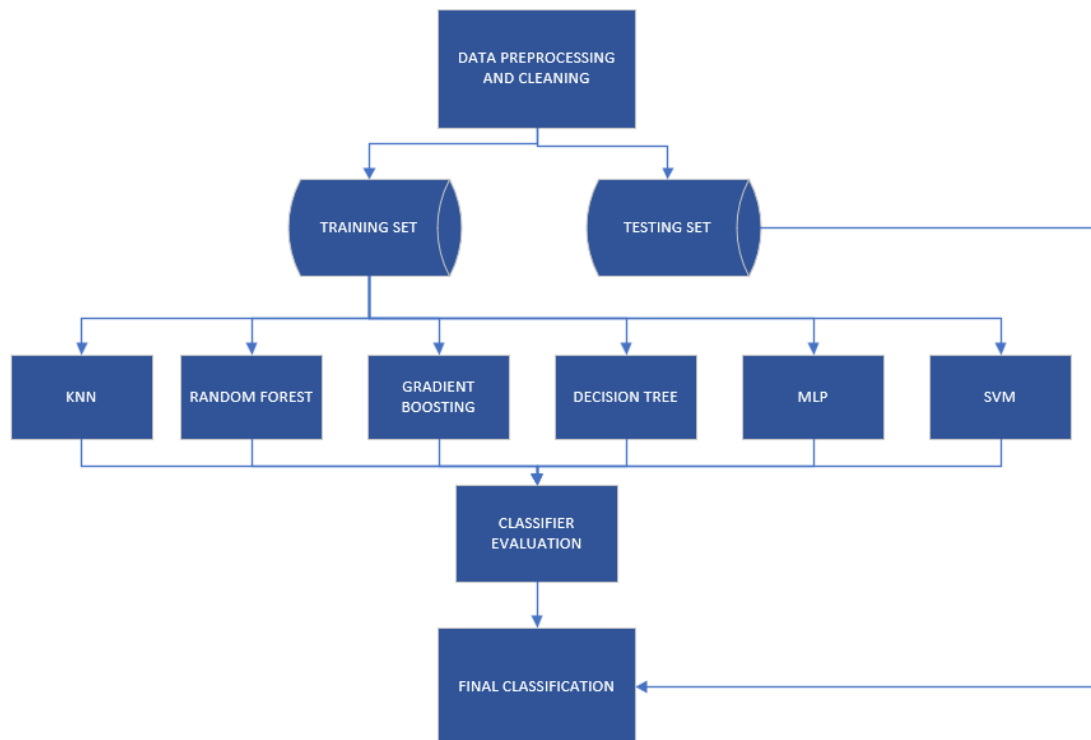 DATA PREPROCESSING
AND CLEANING
TRAINING SET
TESTING SET
KNN
RANDOM FOREST
GRADIENT
BOOSTING
DECISION TREE
MLP
SVM
CLASSIFIER
EVALUATION
FINAL CLASSIFICATION